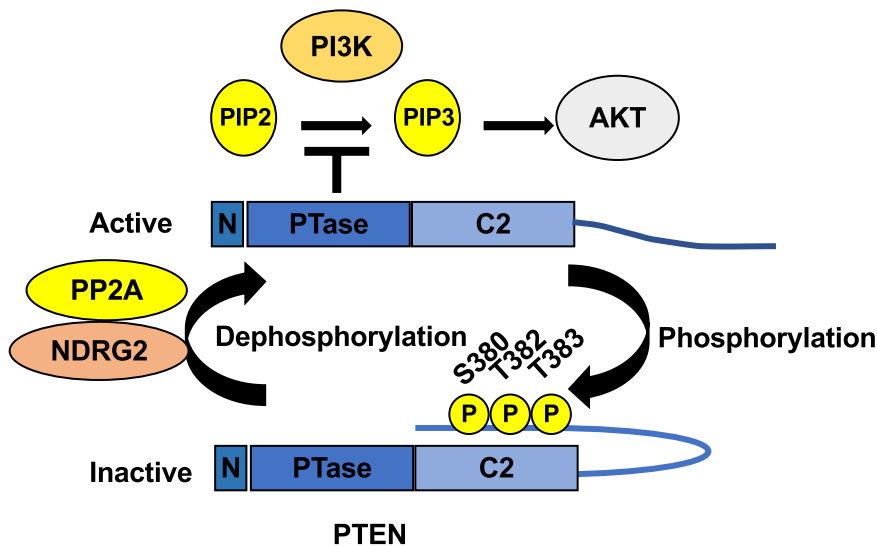 PI3K
PIP2
PIP3
AKT
Active
N
PTase
C2
PP2A
NDRG2
Dephosphorylation
S380
T382
T383
Phosphorylation
P
P
P
Inactive
N
PTase
C2
PTEN